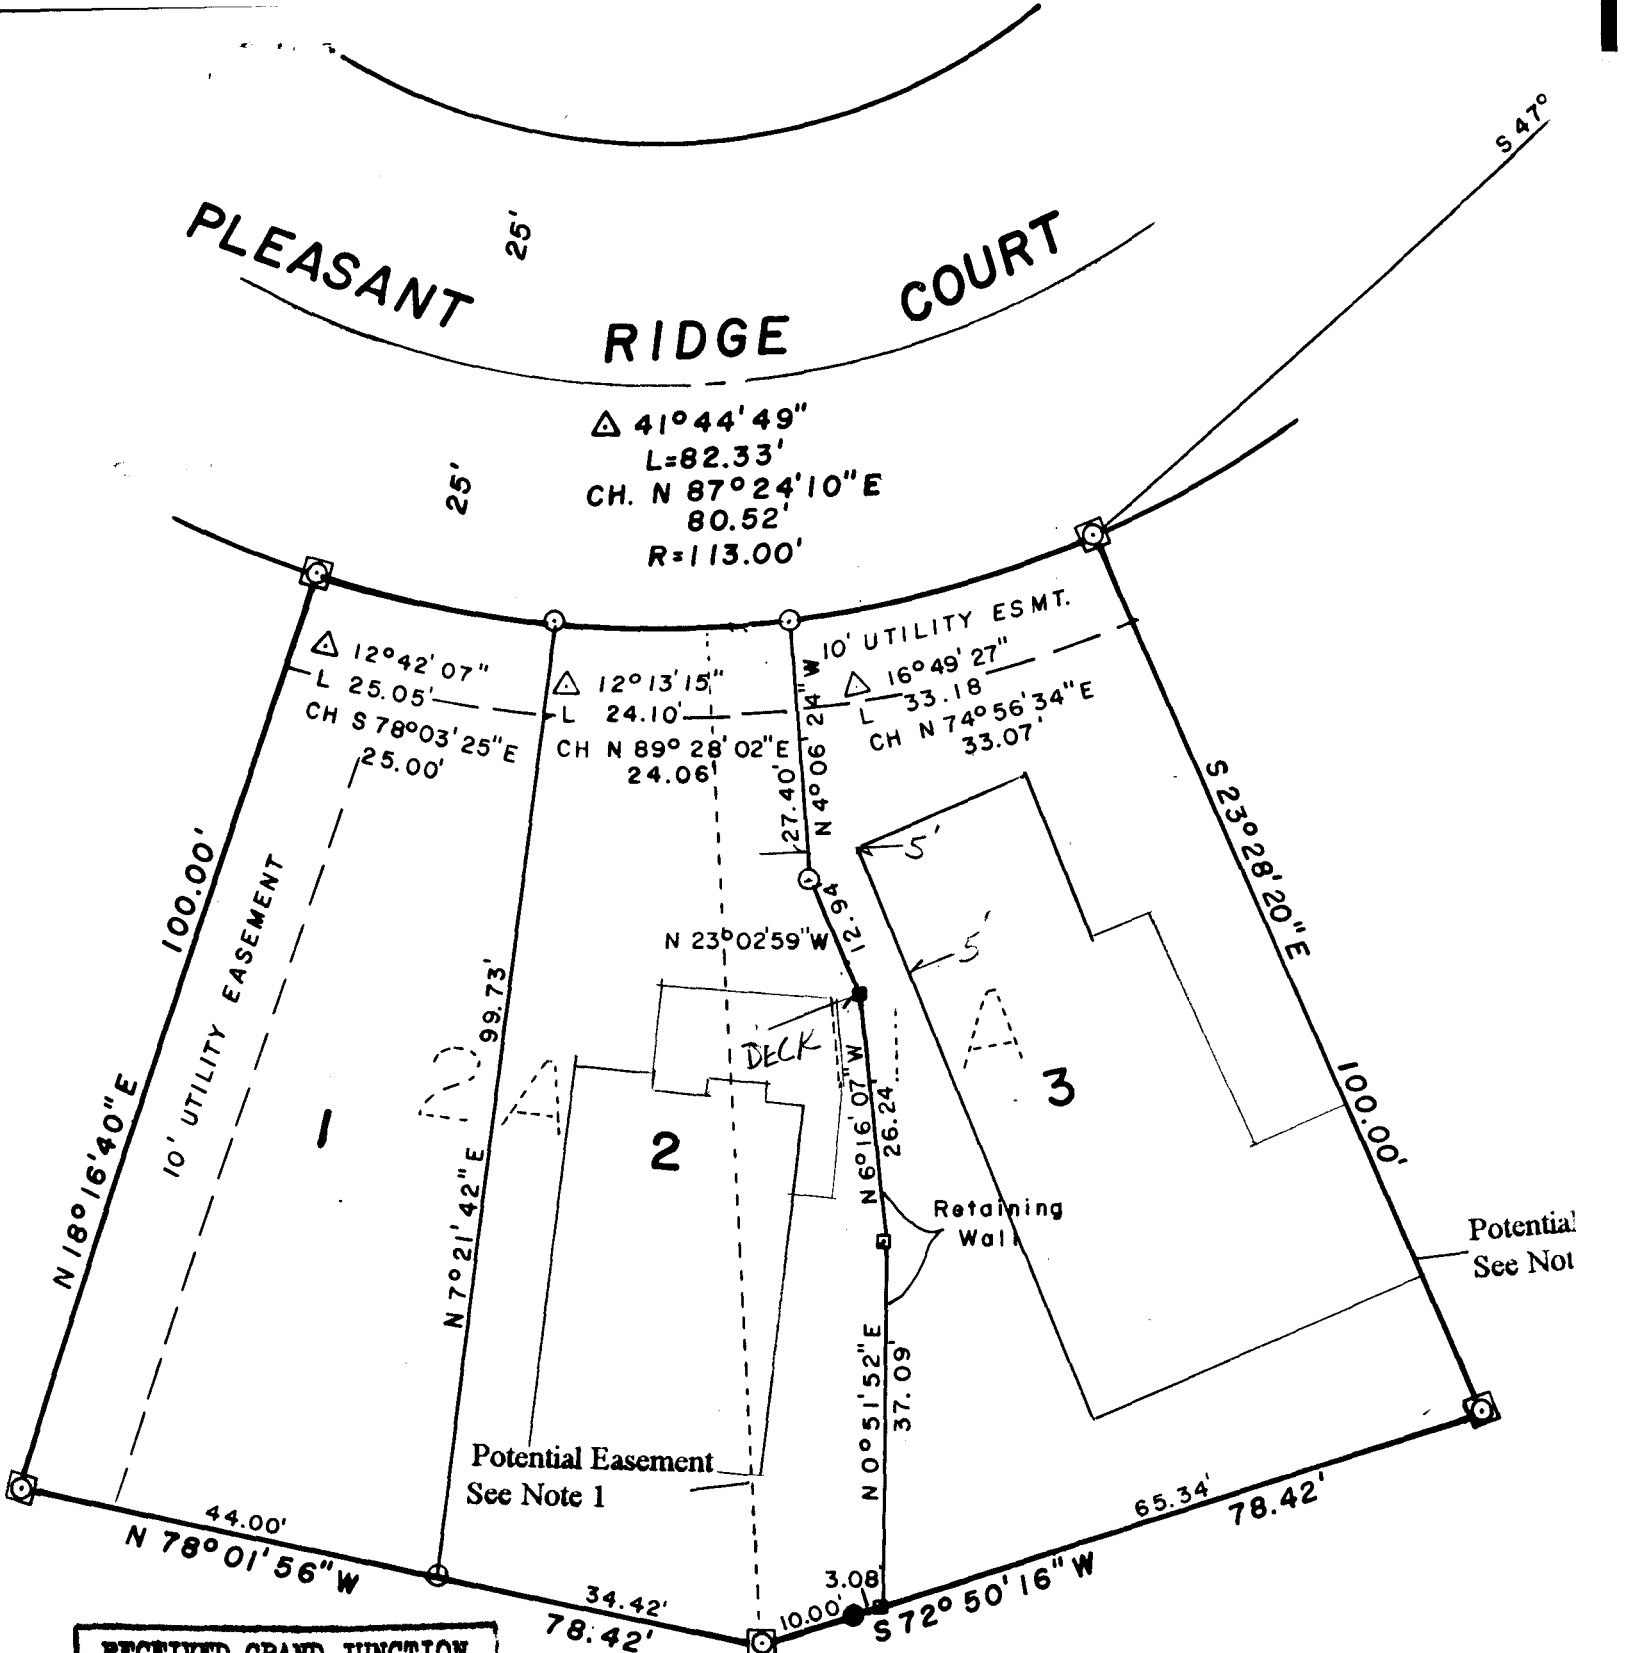 S 47°
25'
PLEASANT RIDGE COURT
△ 41°44'49"
L=82.33'
CH. N 87°24'10"E
80.52'
R=113.00'
25'
10' UTILITY ESMT.
△ 12°42'07"
L 25.05'
CH S 78°03'25"E
25.00'
△ 12°13'15"
L 24.10'
CH N 89°28'02"E
24.06'
△ 16°49'27"
L 33.18
CH N 74°56'34"E
33.07'
27.40'
N 4°06'24"W
S 23°28'20"E
100.00'
5'
5'
12.94
N 23°02'59"W
100.00'
N 18°16'40"E
10' UTILITY EASEMENT
99.73'
N 7°21'42"E
DECK
2A
A
1
2
3
N 6°16'07"W
26.24'
Retaining
Wall
Potential
See Not
N 0°51'52"E
37.09'
Potential Easement
See Note 1
44.00'
N 78°01'56"W
34.42'
78.42'
10.00'
3.08'
S 72°50'16"W
65.34'
78.42'
RECEIVED GRAND JUNCTION